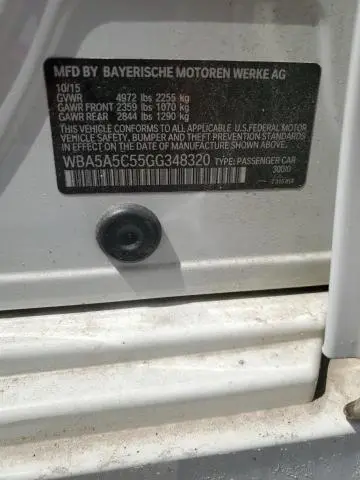 MFD BY BAYERISCHE MOTOREN WERKE AG
10/15
GVWR 4972 lbs 2255 kg
GAWR FRONT 2359 lbs 1070 kg
GAWR REAR 2844 lbs 1290 kg
THIS VEHICLE CONFORMS TO ALL APPLICABLE U.S. FEDERAL MOTOR
VEHICLE SAFETY, BUMPER AND THEFT PREVENTION STANDARDS IN
EFFECT ON THE DATE OF MANUFACTURE SHOWN ABOVE.
WBA5A5C55GG348320 TYPE: PASSENGER CAR